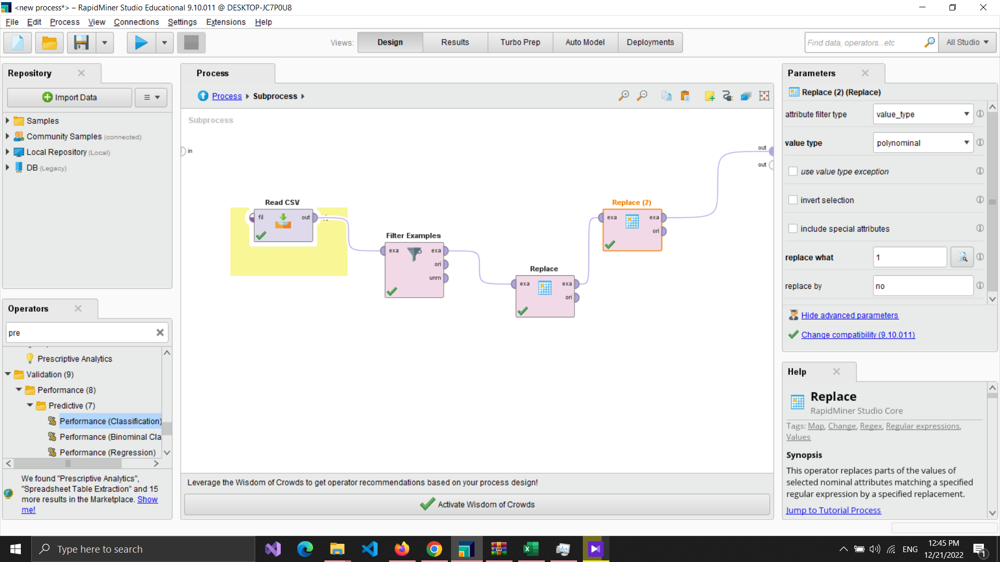 <new process*> – RapidMiner Studio Educational 9.10.011 @ DESKTOP-JC7P0U8
File Edit Process View Connections Settings Extensions Help
Views: Design Results Turbo Prep Auto Model Deployments
Find data, operators...etc
All Studio
Repository
Import Data
Samples
Community Samples (connected)
Local Repository (Local)
DB (Legacy)
Operators
pre
Prescriptive Analytics
Validation (9)
Performance (8)
Predictive (7)
Performance (Classification)
Performance (Binominal Cla
Performance (Regression)
We found "Prescriptive Analytics",
"Spreadsheet Table Extraction" and 15
more results in the Marketplace. Show
me!
Process
Process Subprocess
Subprocess
in
out
out
Read CSV
fil out
Filter Examples
exa exa
ori
unm
Replace
exa exa
ori
Replace (2)
exa exa
ori
Leverage the Wisdom of Crowds to get operator recommendations based on your process design!
Activate Wisdom of Crowds
Parameters
Replace (2) (Replace)
attribute filter type value_type
value type polynominal
use value type exception
invert selection
include special attributes
replace what 1
replace by no
Hide advanced parameters
Change compatibility (9.10.011)
Help
Replace
RapidMiner Studio Core
Tags: Map, Change, Regex, Regular expressions,
Values
Synopsis
This operator replaces parts of the values of
selected nominal attributes matching a specified
regular expression by a specified replacement.
Jump to Tutorial Process
Type here to search
ENG
12:45 PM
12/21/2022
1